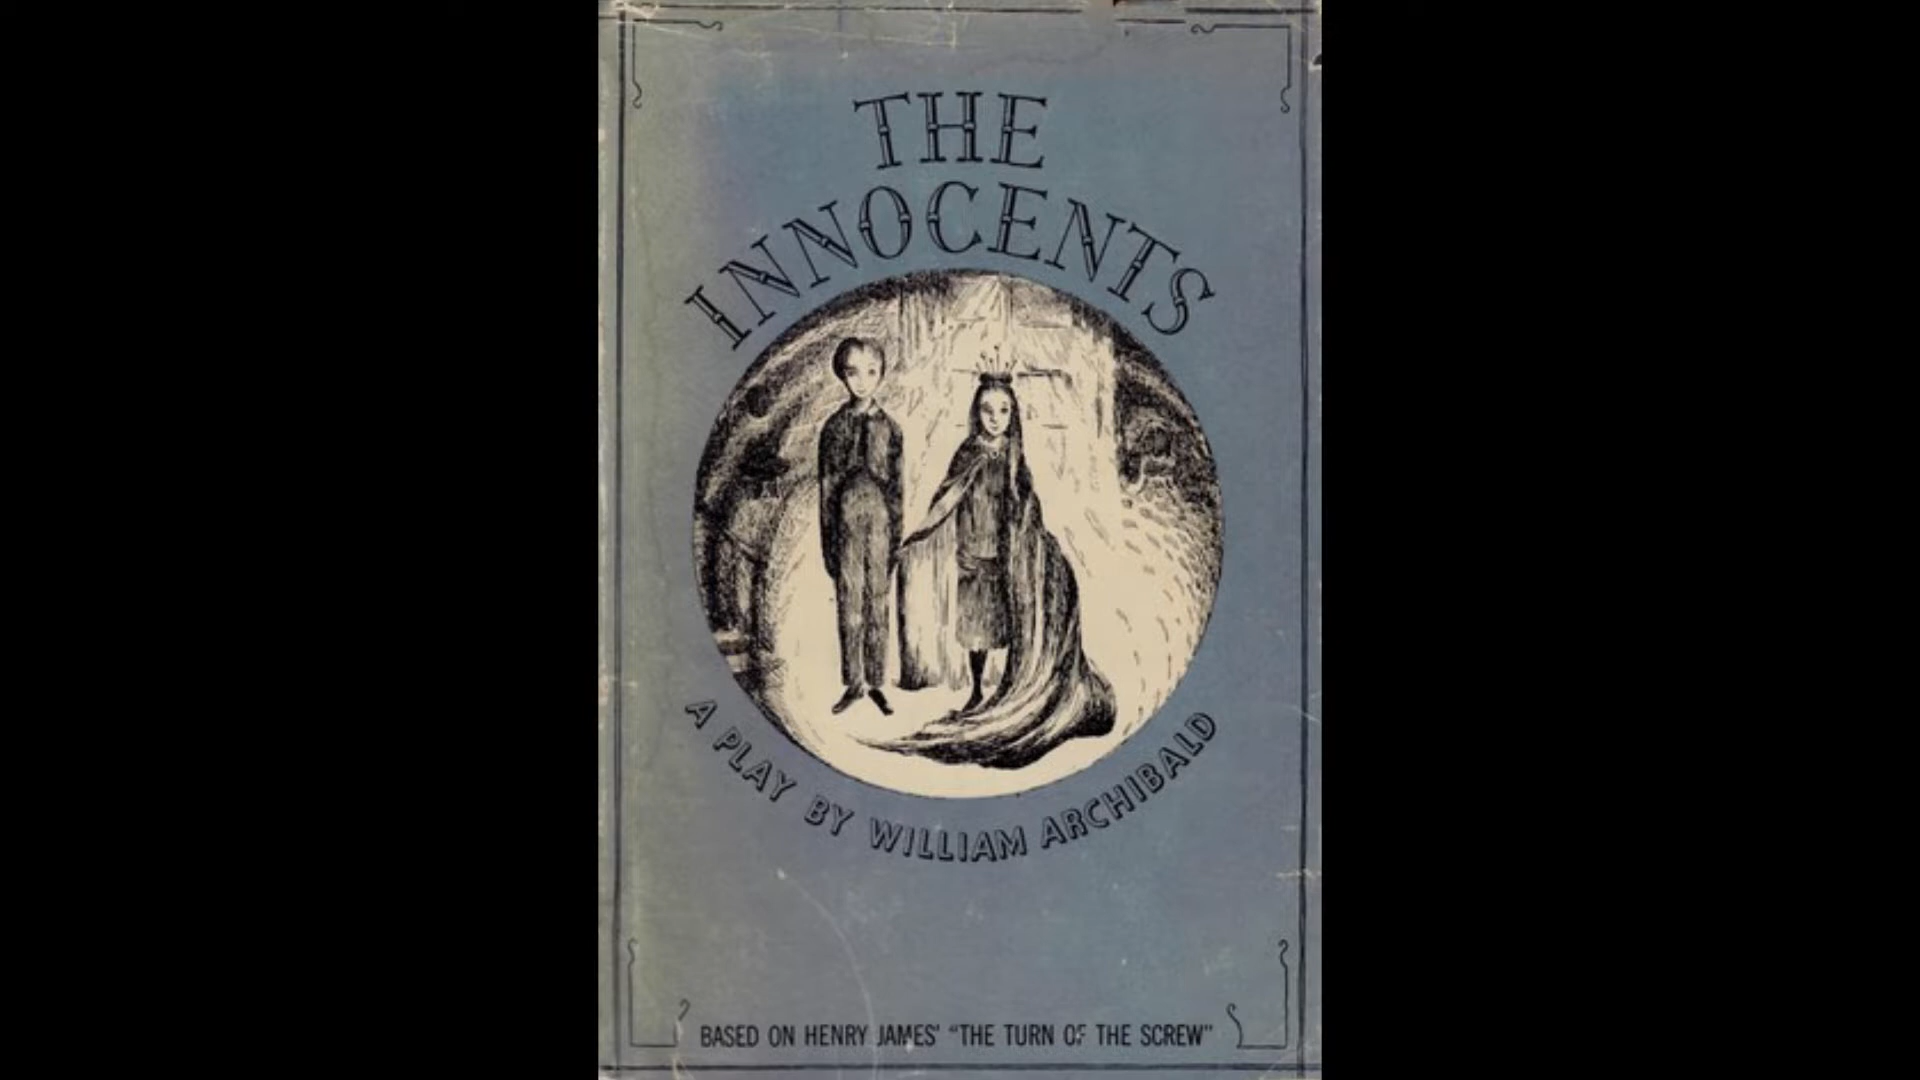 THE
INNOCENTS
A PLAY BY WILLIAM ARCHIBALD
BASED ON HENRY JAMES' "THE TURN OF THE SCREW"